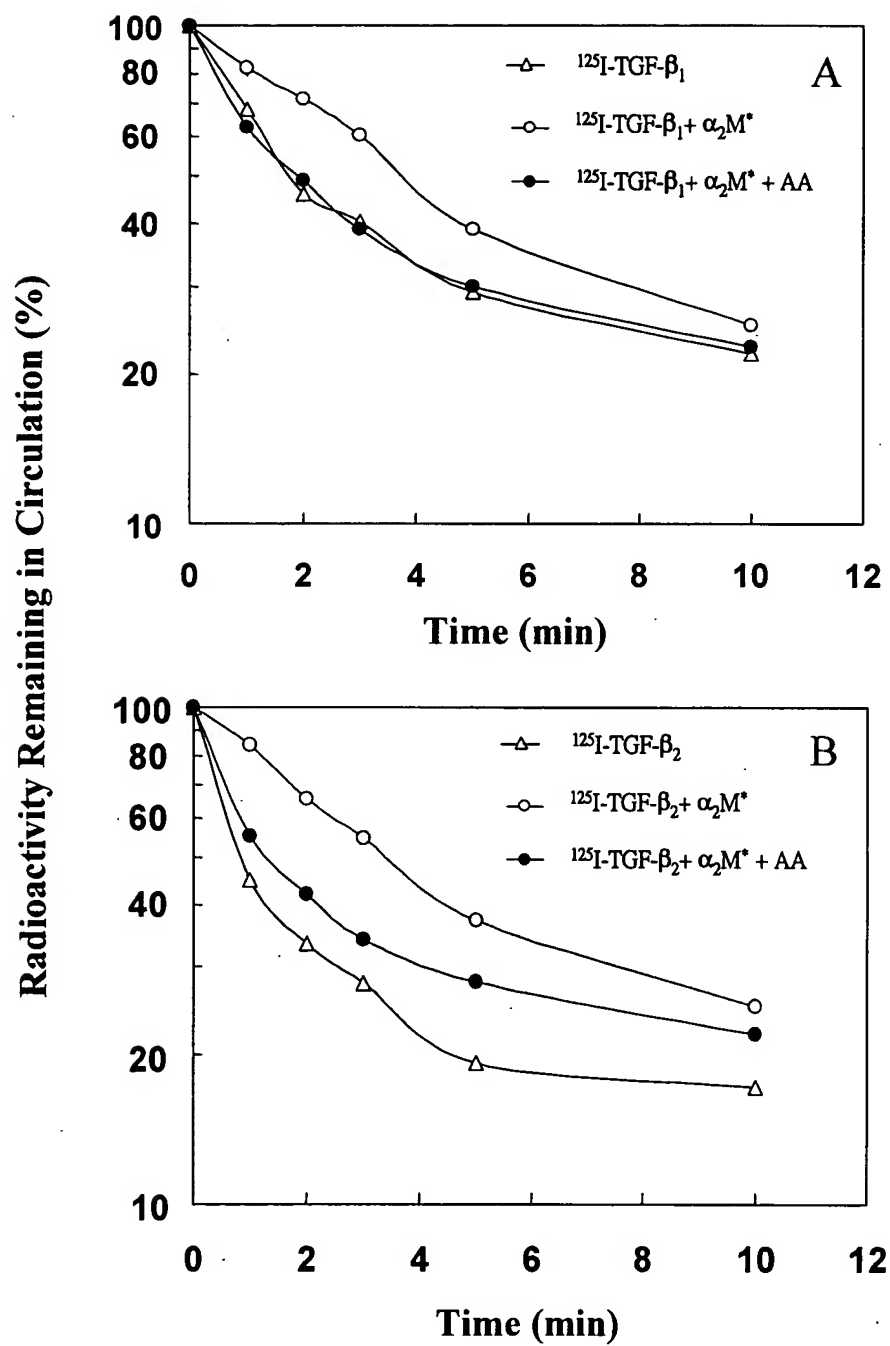 Radioactivity Remaining in Circulation (%)
A
¹²⁵I-TGF-β₁
¹²⁵I-TGF-β₁+ α₂M*
¹²⁵I-TGF-β₁+ α₂M* + AA
100
80
60
40
20
10
0 2 4 6 8 10 12
Time (min)
B
¹²⁵I-TGF-β₂
¹²⁵I-TGF-β₂+ α₂M*
¹²⁵I-TGF-β₂+ α₂M* + AA
100
80
60
40
20
10
0 2 4 6 8 10 12
Time (min)